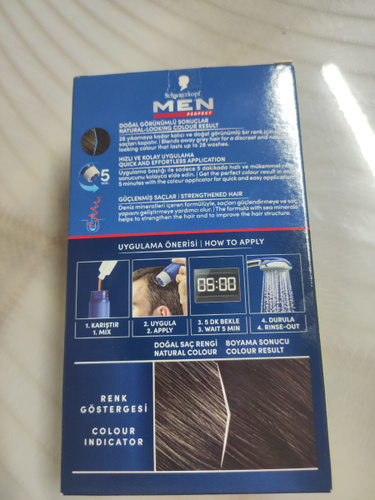 Schwarzkopf
MEN
PERFECT
DOĞAL GÖRÜNÜMLÜ SONUÇLAR
NATURAL-LOOKING COLOUR RESULT
28 yıkamaya kadar kalıcı ve doğal görünümlü bir renk için
saçları kapatır. | Blends away grey hair for a discreet and natural-
looking colour that lasts up to 28 washes.
HIZLI VE KOLAY UYGULAMA
QUICK AND EFFORTLESS APPLICATION
Uygulama başlığı ile sadece 5 dakikada hızlı ve mükemmel renk
sonucunu kolayca elde edin. | Get the perfect colour result in just
5 minutes with the colour applicator for quick and easy application.
5
GÜÇLENMİŞ SAÇLAR | STRENGTHENED HAIR
Deniz mineralleri içeren formülüyle, saçları güçlendirmeye ve saç
yapısını geliştirmeye yardımcı olur. | The formula with sea minerals
helps to strengthen the hair and to improve the hair structure.
UYGULAMA ÖNERİSİ | HOW TO APPLY
05:00
1. KARIŞTIR
1. MIX
2. UYGULA
2. APPLY
3. 5 DK BEKLE
3. WAIT 5 MIN
4. DURULA
4. RINSE-OUT
DOĞAL SAÇ RENGİ
NATURAL COLOUR
BOYAMA SONUCU
COLOUR RESULT
RENK
GÖSTERGESİ
COLOUR
INDICATOR